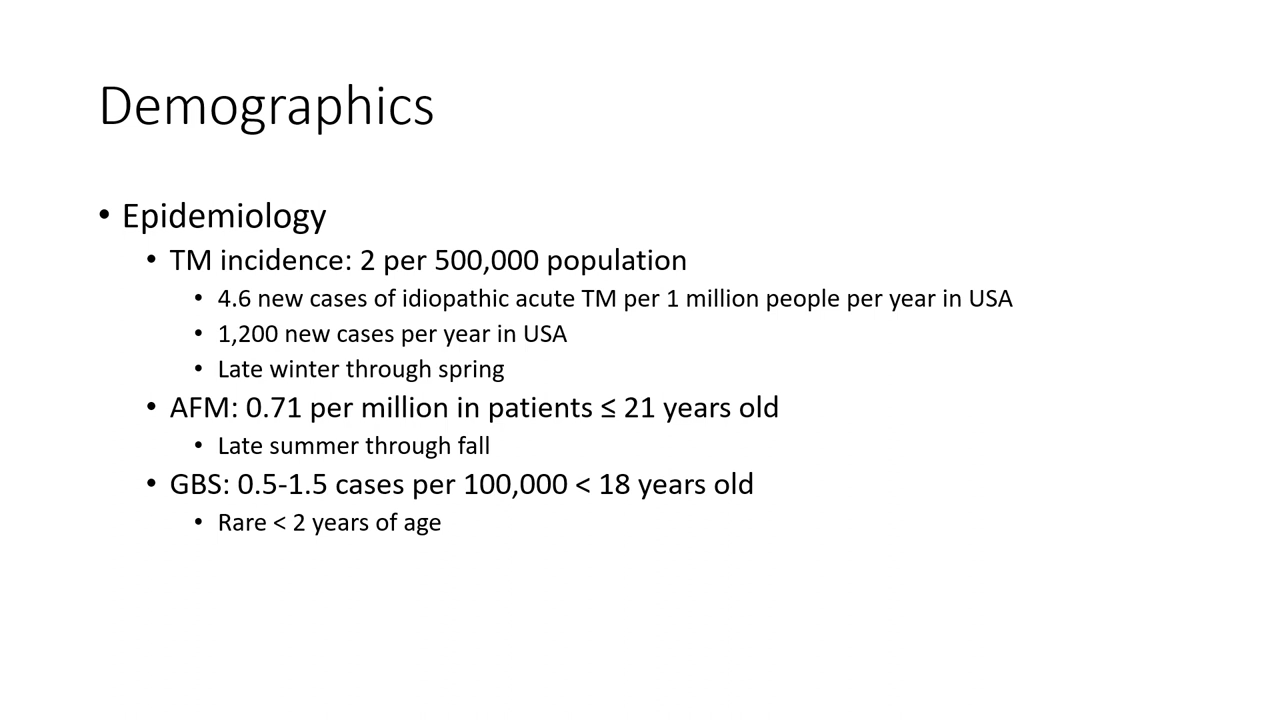 Demographics
• Epidemiology
• TM incidence: 2 per 500,000 population
• 4.6 new cases of idiopathic acute TM per 1 million people per year in USA
• 1,200 new cases per year in USA
• Late winter through spring
• AFM: 0.71 per million in patients ≤ 21 years old
• Late summer through fall
• GBS: 0.5-1.5 cases per 100,000 < 18 years old
• Rare < 2 years of age